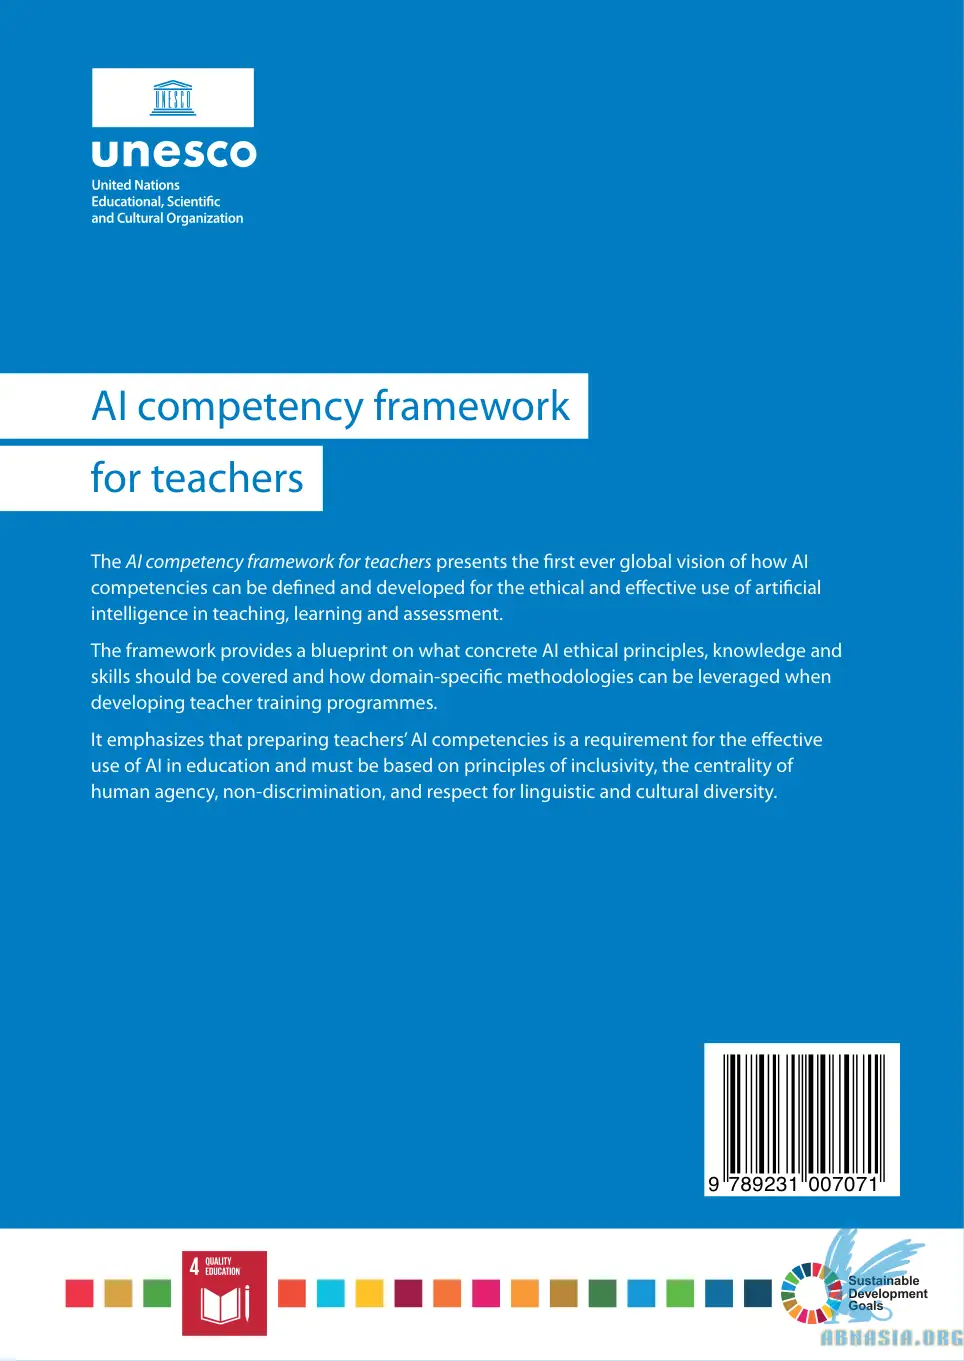 UNESCO
unesco
United Nations
Educational, Scientific
and Cultural Organization
AI competency framework
for teachers
The AI competency framework for teachers presents the first ever global vision of how AI
competencies can be defined and developed for the ethical and effective use of artificial
intelligence in teaching, learning and assessment.
The framework provides a blueprint on what concrete AI ethical principles, knowledge and
skills should be covered and how domain-specific methodologies can be leveraged when
developing teacher training programmes.
It emphasizes that preparing teachers’ AI competencies is a requirement for the effective
use of AI in education and must be based on principles of inclusivity, the centrality of
human agency, non-discrimination, and respect for linguistic and cultural diversity.
9 789231 007071
4 QUALITY
EDUCATION
Sustainable
Development
Goals
ABNASIA.ORG